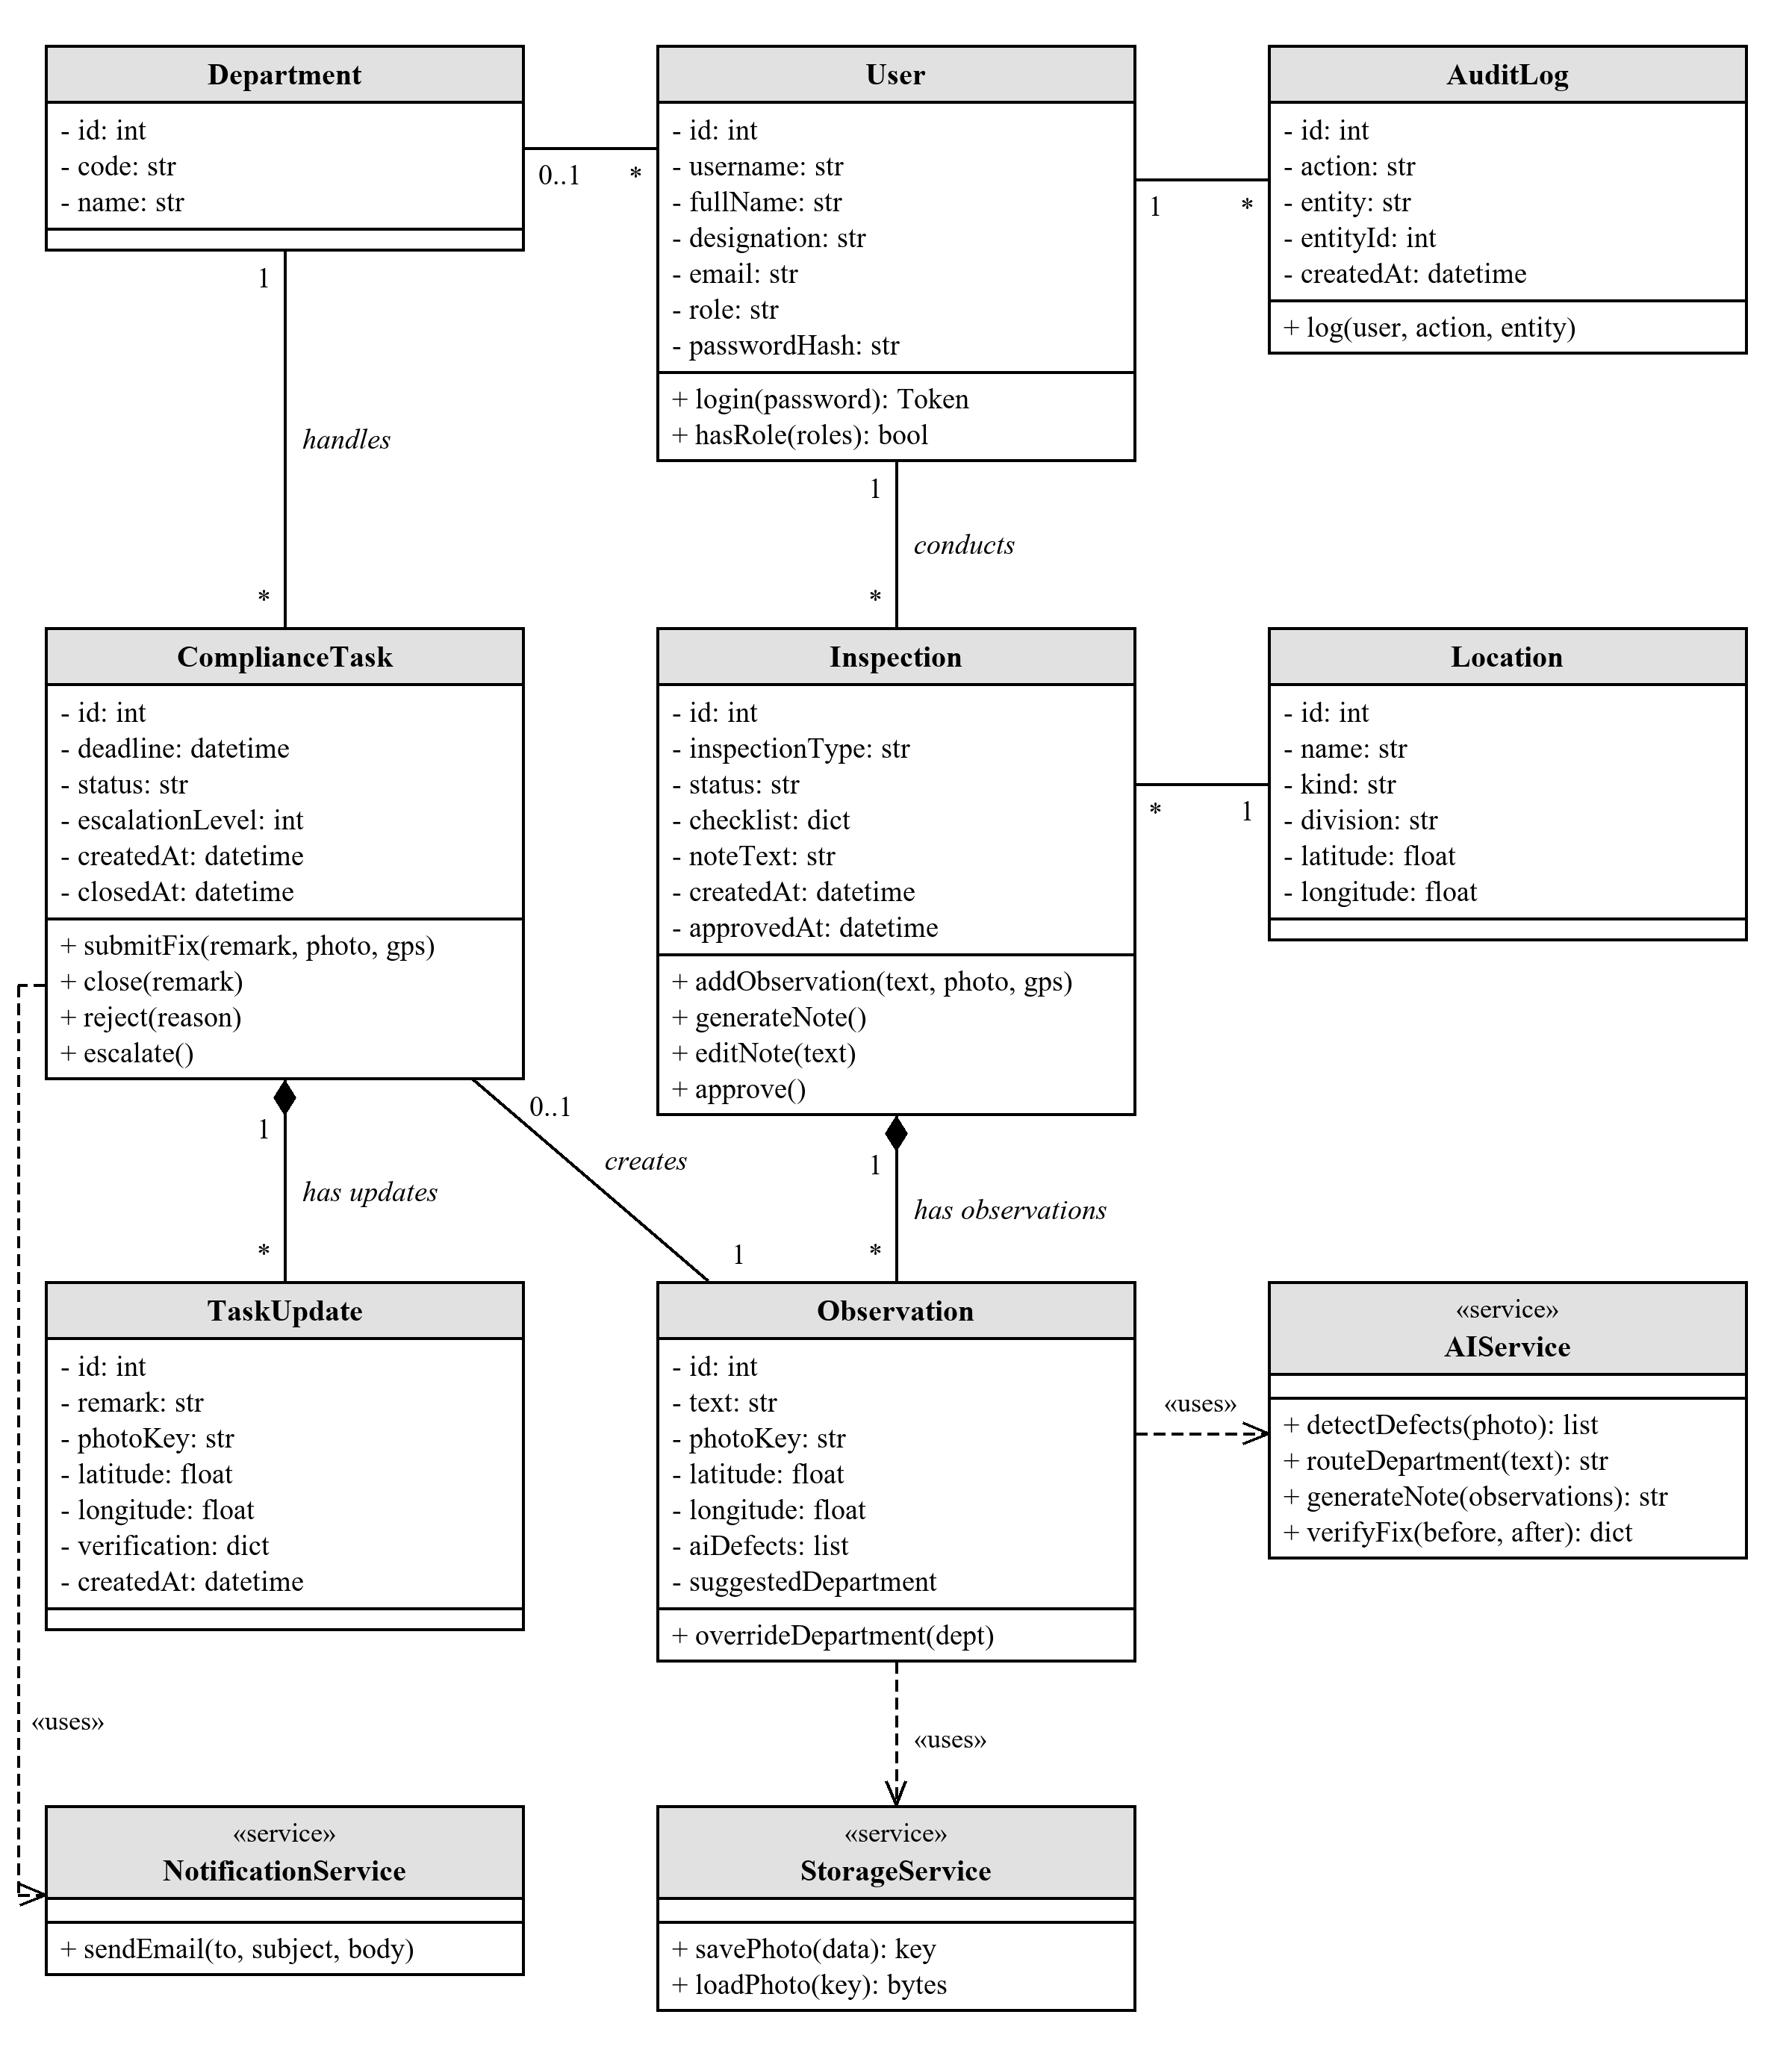 Department
- id: int
- code: str
- name: str
0..1
*
User
- id: int
- username: str
- fullName: str
- designation: str
- email: str
- role: str
- passwordHash: str
+ login(password): Token
+ hasRole(roles): bool
1
*
AuditLog
- id: int
- action: str
- entity: str
- entityId: int
- createdAt: datetime
+ log(user, action, entity)
1
handles
*
1
conducts
*
ComplianceTask
- id: int
- deadline: datetime
- status: str
- escalationLevel: int
- createdAt: datetime
- closedAt: datetime
+ submitFix(remark, photo, gps)
+ close(remark)
+ reject(reason)
+ escalate()
Inspection
- id: int
- inspectionType: str
- status: str
- checklist: dict
- noteText: str
- createdAt: datetime
- approvedAt: datetime
+ addObservation(text, photo, gps)
+ generateNote()
+ editNote(text)
+ approve()
*
1
Location
- id: int
- name: str
- kind: str
- division: str
- latitude: float
- longitude: float
1
has updates
*
0..1
creates
1
1
has observations
*
TaskUpdate
- id: int
- remark: str
- photoKey: str
- latitude: float
- longitude: float
- verification: dict
- createdAt: datetime
Observation
- id: int
- text: str
- photoKey: str
- latitude: float
- longitude: float
- aiDefects: list
- suggestedDepartment
+ overrideDepartment(dept)
«uses»
«service»
AIService
+ detectDefects(photo): list
+ routeDepartment(text): str
+ generateNote(observations): str
+ verifyFix(before, after): dict
«uses»
«uses»
«service»
NotificationService
+ sendEmail(to, subject, body)
«service»
StorageService
+ savePhoto(data): key
+ loadPhoto(key): bytes